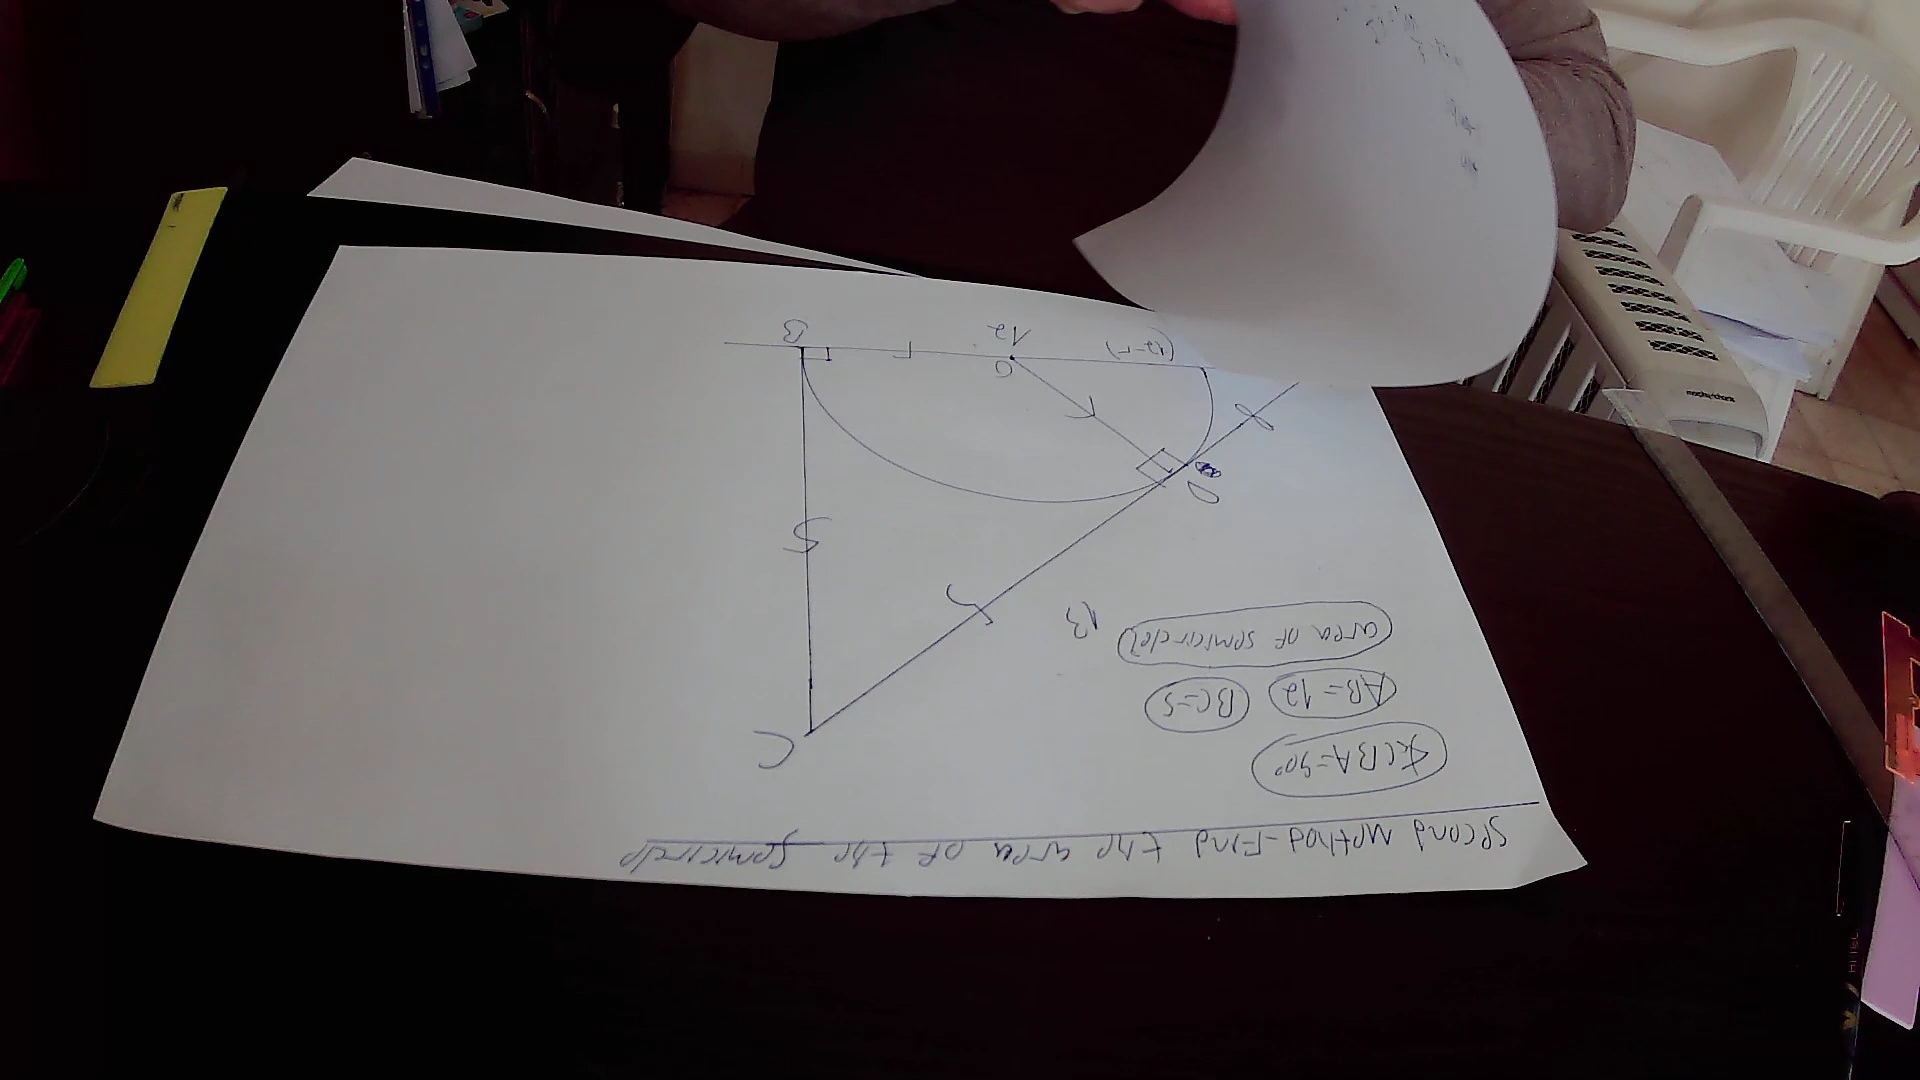 Second Method-Find the area of the semicircle
∡CBA=90°
AB=12 BC=5
area of semicircle?
C
13
5
5
D
8
O
r
12
(12-r)
B